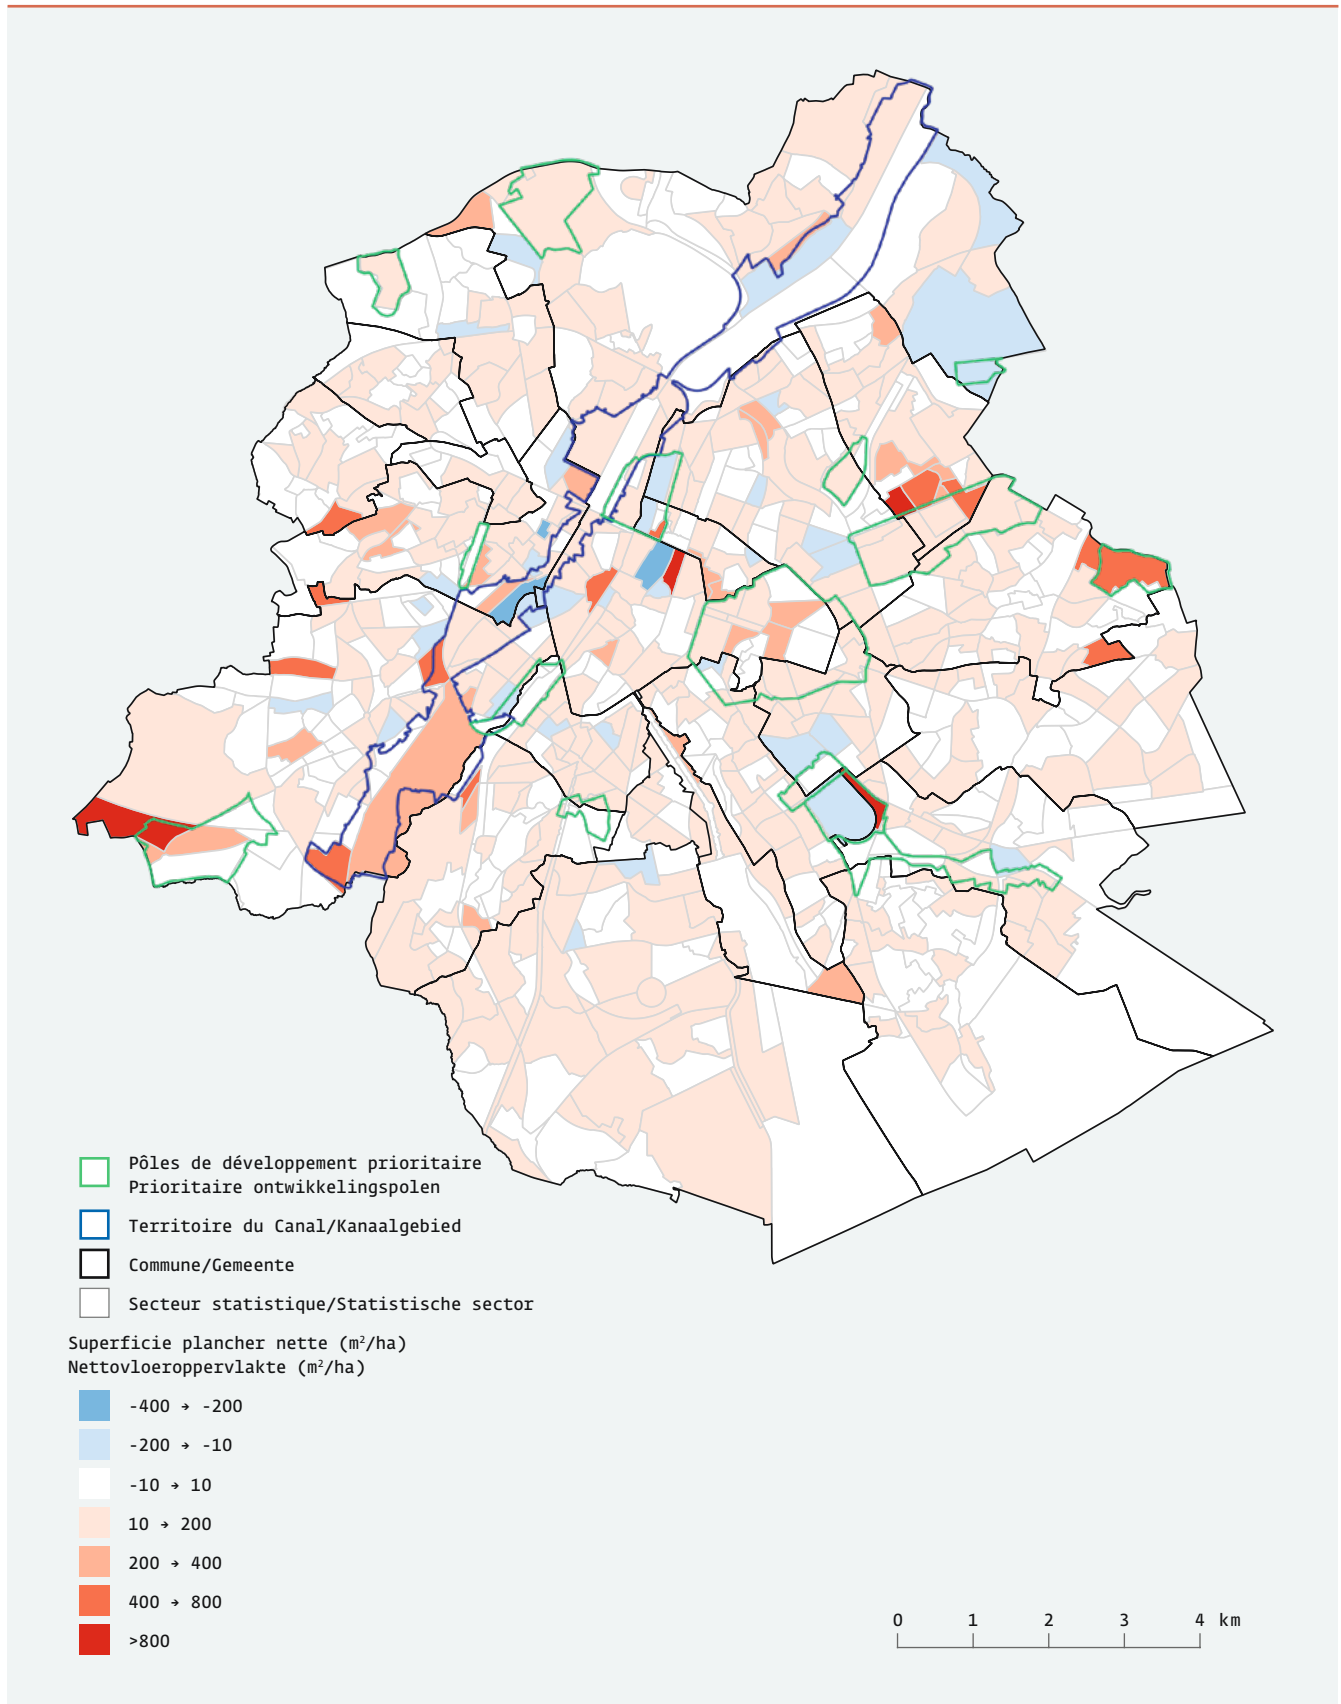 Pôles de développement prioritaire
Prioritaire ontwikkelingspolen
Territoire du Canal/Kanaalgebied
Commune/Gemeente
Secteur statistique/Statistische sector
Superficie plancher nette (m²/ha)
Nettovloeroppervlakte (m²/ha)
-400 → -200
-200 → -10
-10 → 10
10 → 200
200 → 400
400 → 800
>800
0 1 2 3 4 km